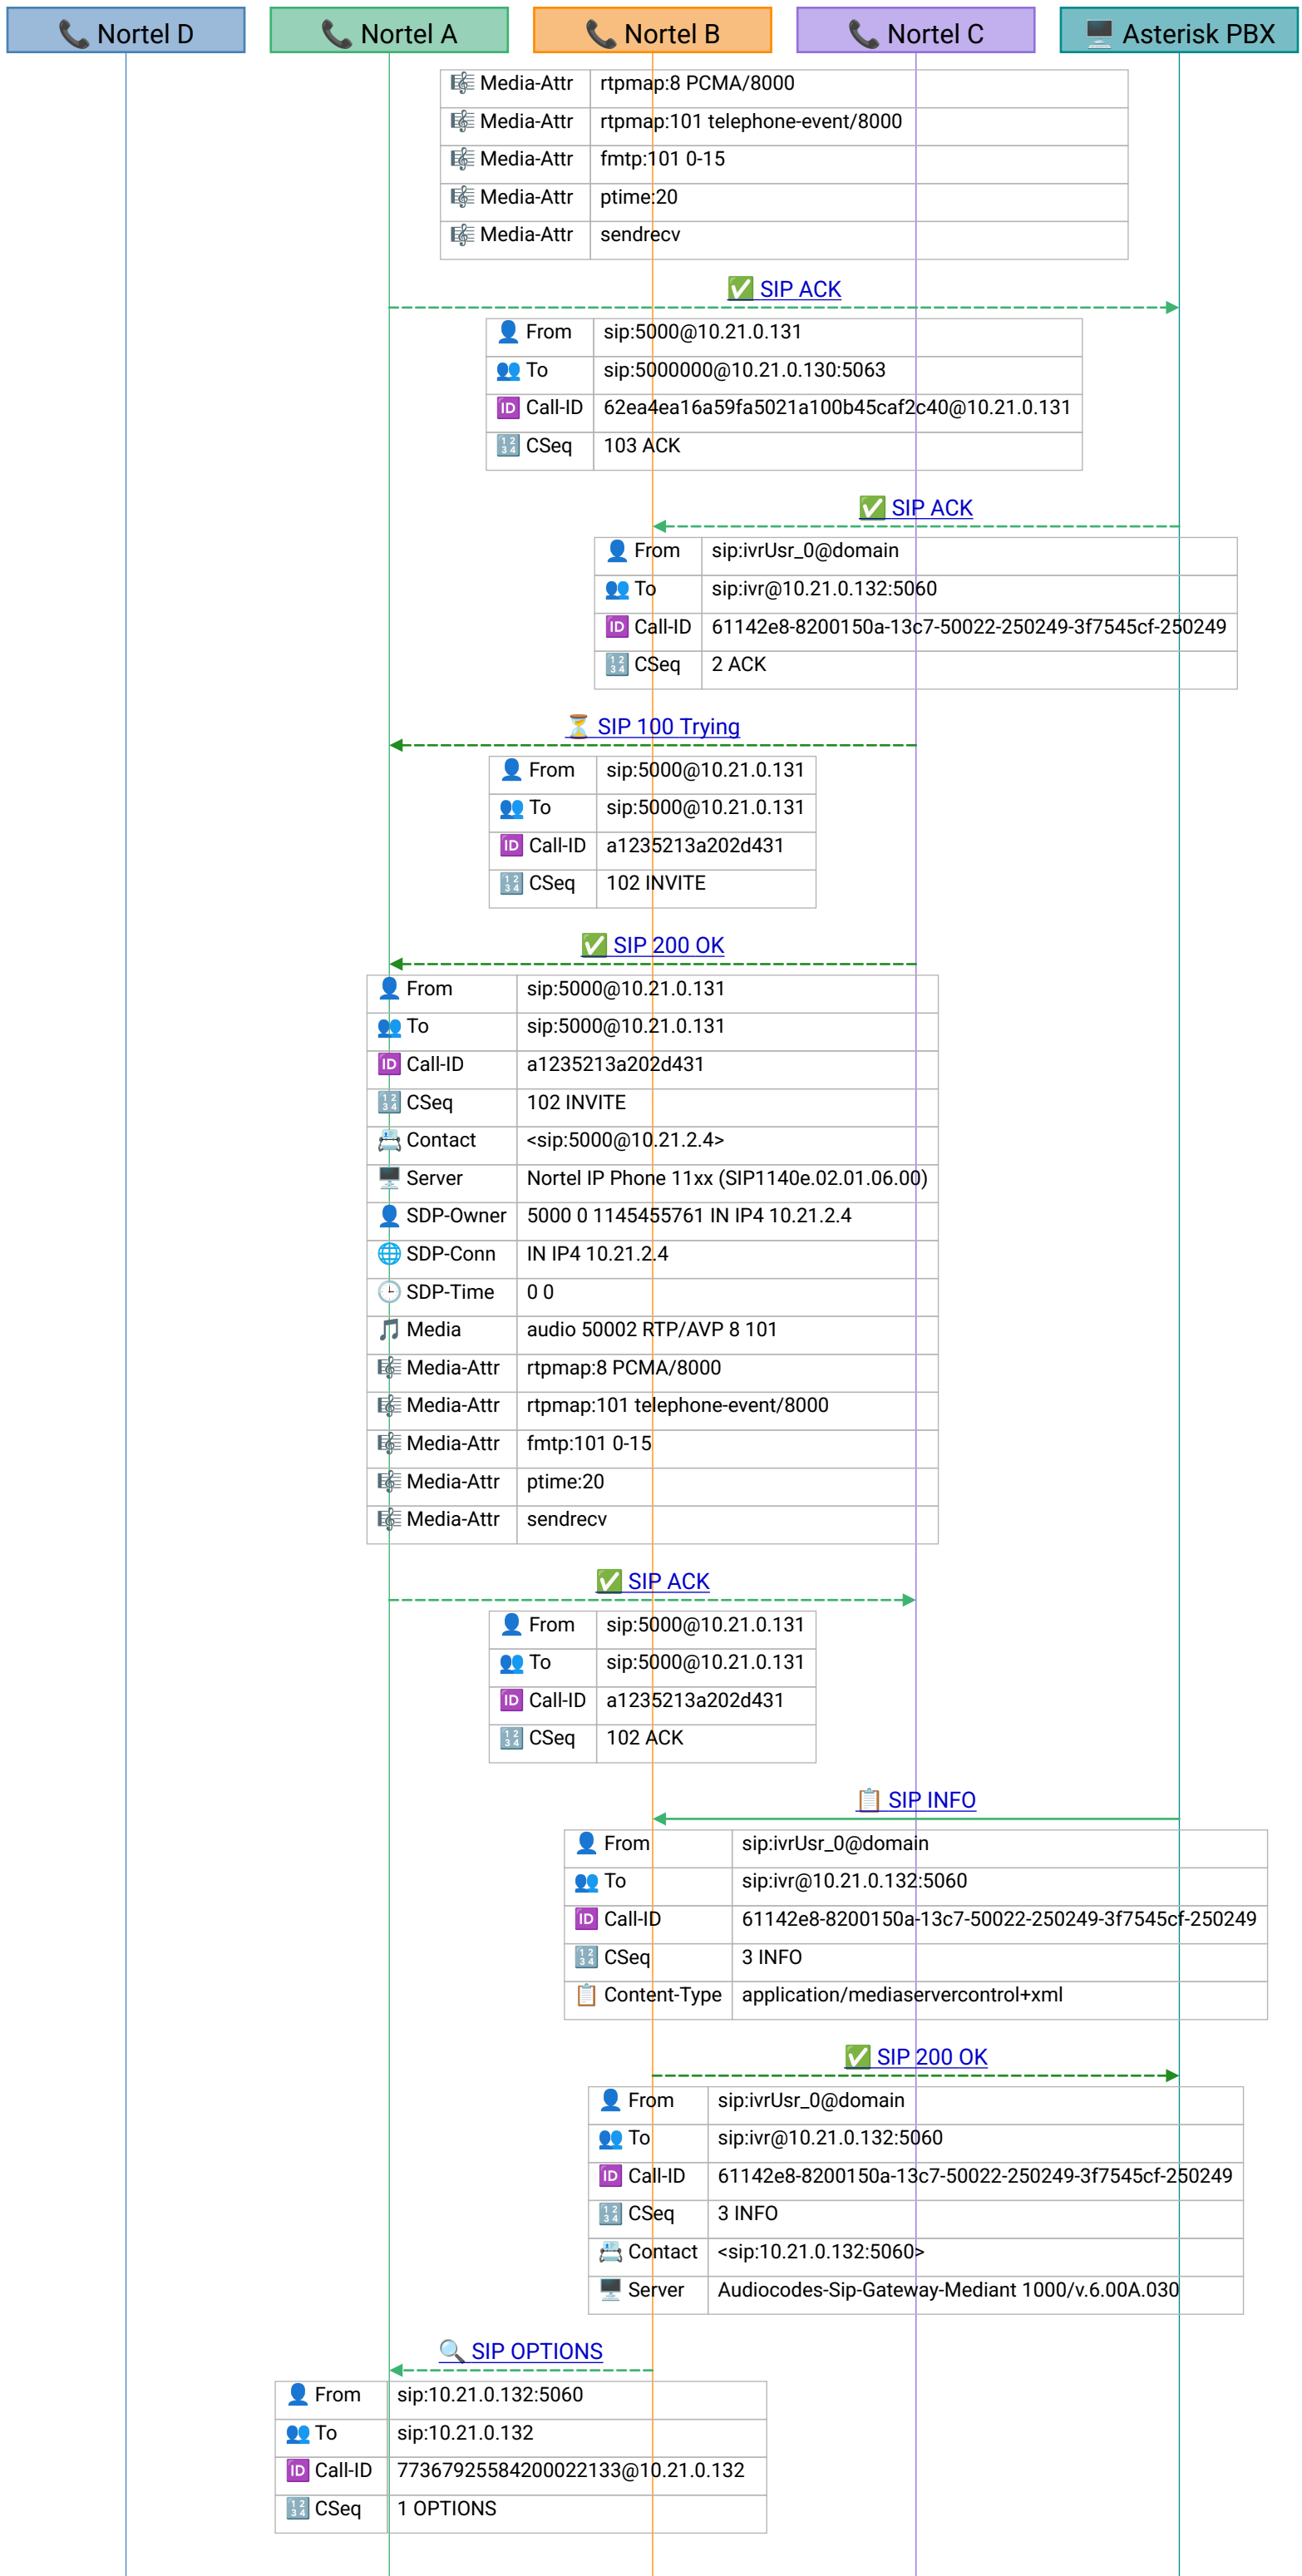 Nortel D Nortel A Nortel B Nortel C Asterisk PBX
Media-Attr rtpmap:8 PCMA/8000
Media-Attr rtpmap:101 telephone-event/8000
Media-Attr fmtp:101 0-15
Media-Attr ptime:20
Media-Attr sendrecv
SIP ACK
From sip:5000@10.21.0.131
To sip:5000000@10.21.0.130:5063
ID Call-ID 62ea4ea16a59fa5021a100b45caf2c40@10.21.0.131
CSeq 103 ACK
SIP ACK
From sip:ivrUsr_0@domain
To sip:ivr@10.21.0.132:5060
ID Call-ID 61142e8-8200150a-13c7-50022-250249-3f7545cf-250249
CSeq 2 ACK
SIP 100 Trying
From sip:5000@10.21.0.131
To sip:5000@10.21.0.131
ID Call-ID a1235213a202d431
CSeq 102 INVITE
SIP 200 OK
From sip:5000@10.21.0.131
To sip:5000@10.21.0.131
ID Call-ID a1235213a202d431
CSeq 102 INVITE
Contact <sip:5000@10.21.2.4>
Server Nortel IP Phone 11xx (SIP1140e.02.01.06.00)
SDP-Owner 5000 0 1145455761 IN IP4 10.21.2.4
SDP-Conn IN IP4 10.21.2.4
SDP-Time 0 0
Media audio 50002 RTP/AVP 8 101
Media-Attr rtpmap:8 PCMA/8000
Media-Attr rtpmap:101 telephone-event/8000
Media-Attr fmtp:101 0-15
Media-Attr ptime:20
Media-Attr sendrecv
SIP ACK
From sip:5000@10.21.0.131
To sip:5000@10.21.0.131
ID Call-ID a1235213a202d431
CSeq 102 ACK
SIP INFO
From sip:ivrUsr_0@domain
To sip:ivr@10.21.0.132:5060
ID Call-ID 61142e8-8200150a-13c7-50022-250249-3f7545cf-250249
CSeq 3 INFO
Content-Type application/mediaservercontrol+xml
SIP 200 OK
From sip:ivrUsr_0@domain
To sip:ivr@10.21.0.132:5060
ID Call-ID 61142e8-8200150a-13c7-50022-250249-3f7545cf-250249
CSeq 3 INFO
Contact <sip:10.21.0.132:5060>
Server Audiocodes-Sip-Gateway-Mediant 1000/v.6.00A.030
SIP OPTIONS
From sip:10.21.0.132:5060
To sip:10.21.0.132
ID Call-ID 77367925584200022133@10.21.0.132
CSeq 1 OPTIONS